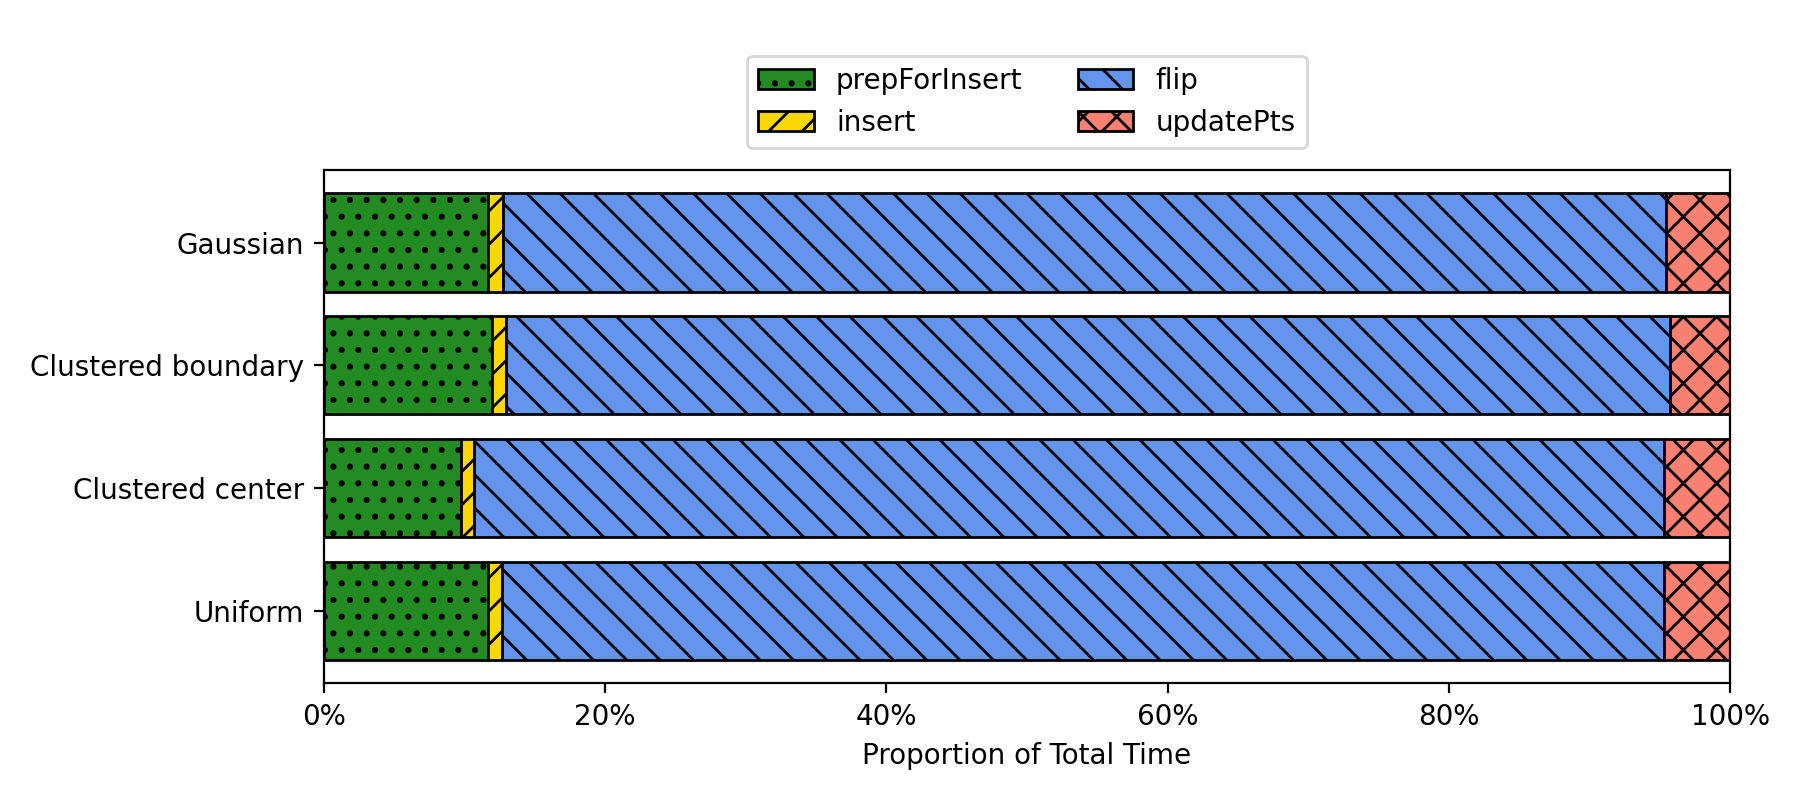 prepForInsert
insert
flip
updatePts
Gaussian
Clustered boundary
Clustered center
Uniform
0% 20% 40% 60% 80% 100%
Proportion of Total Time